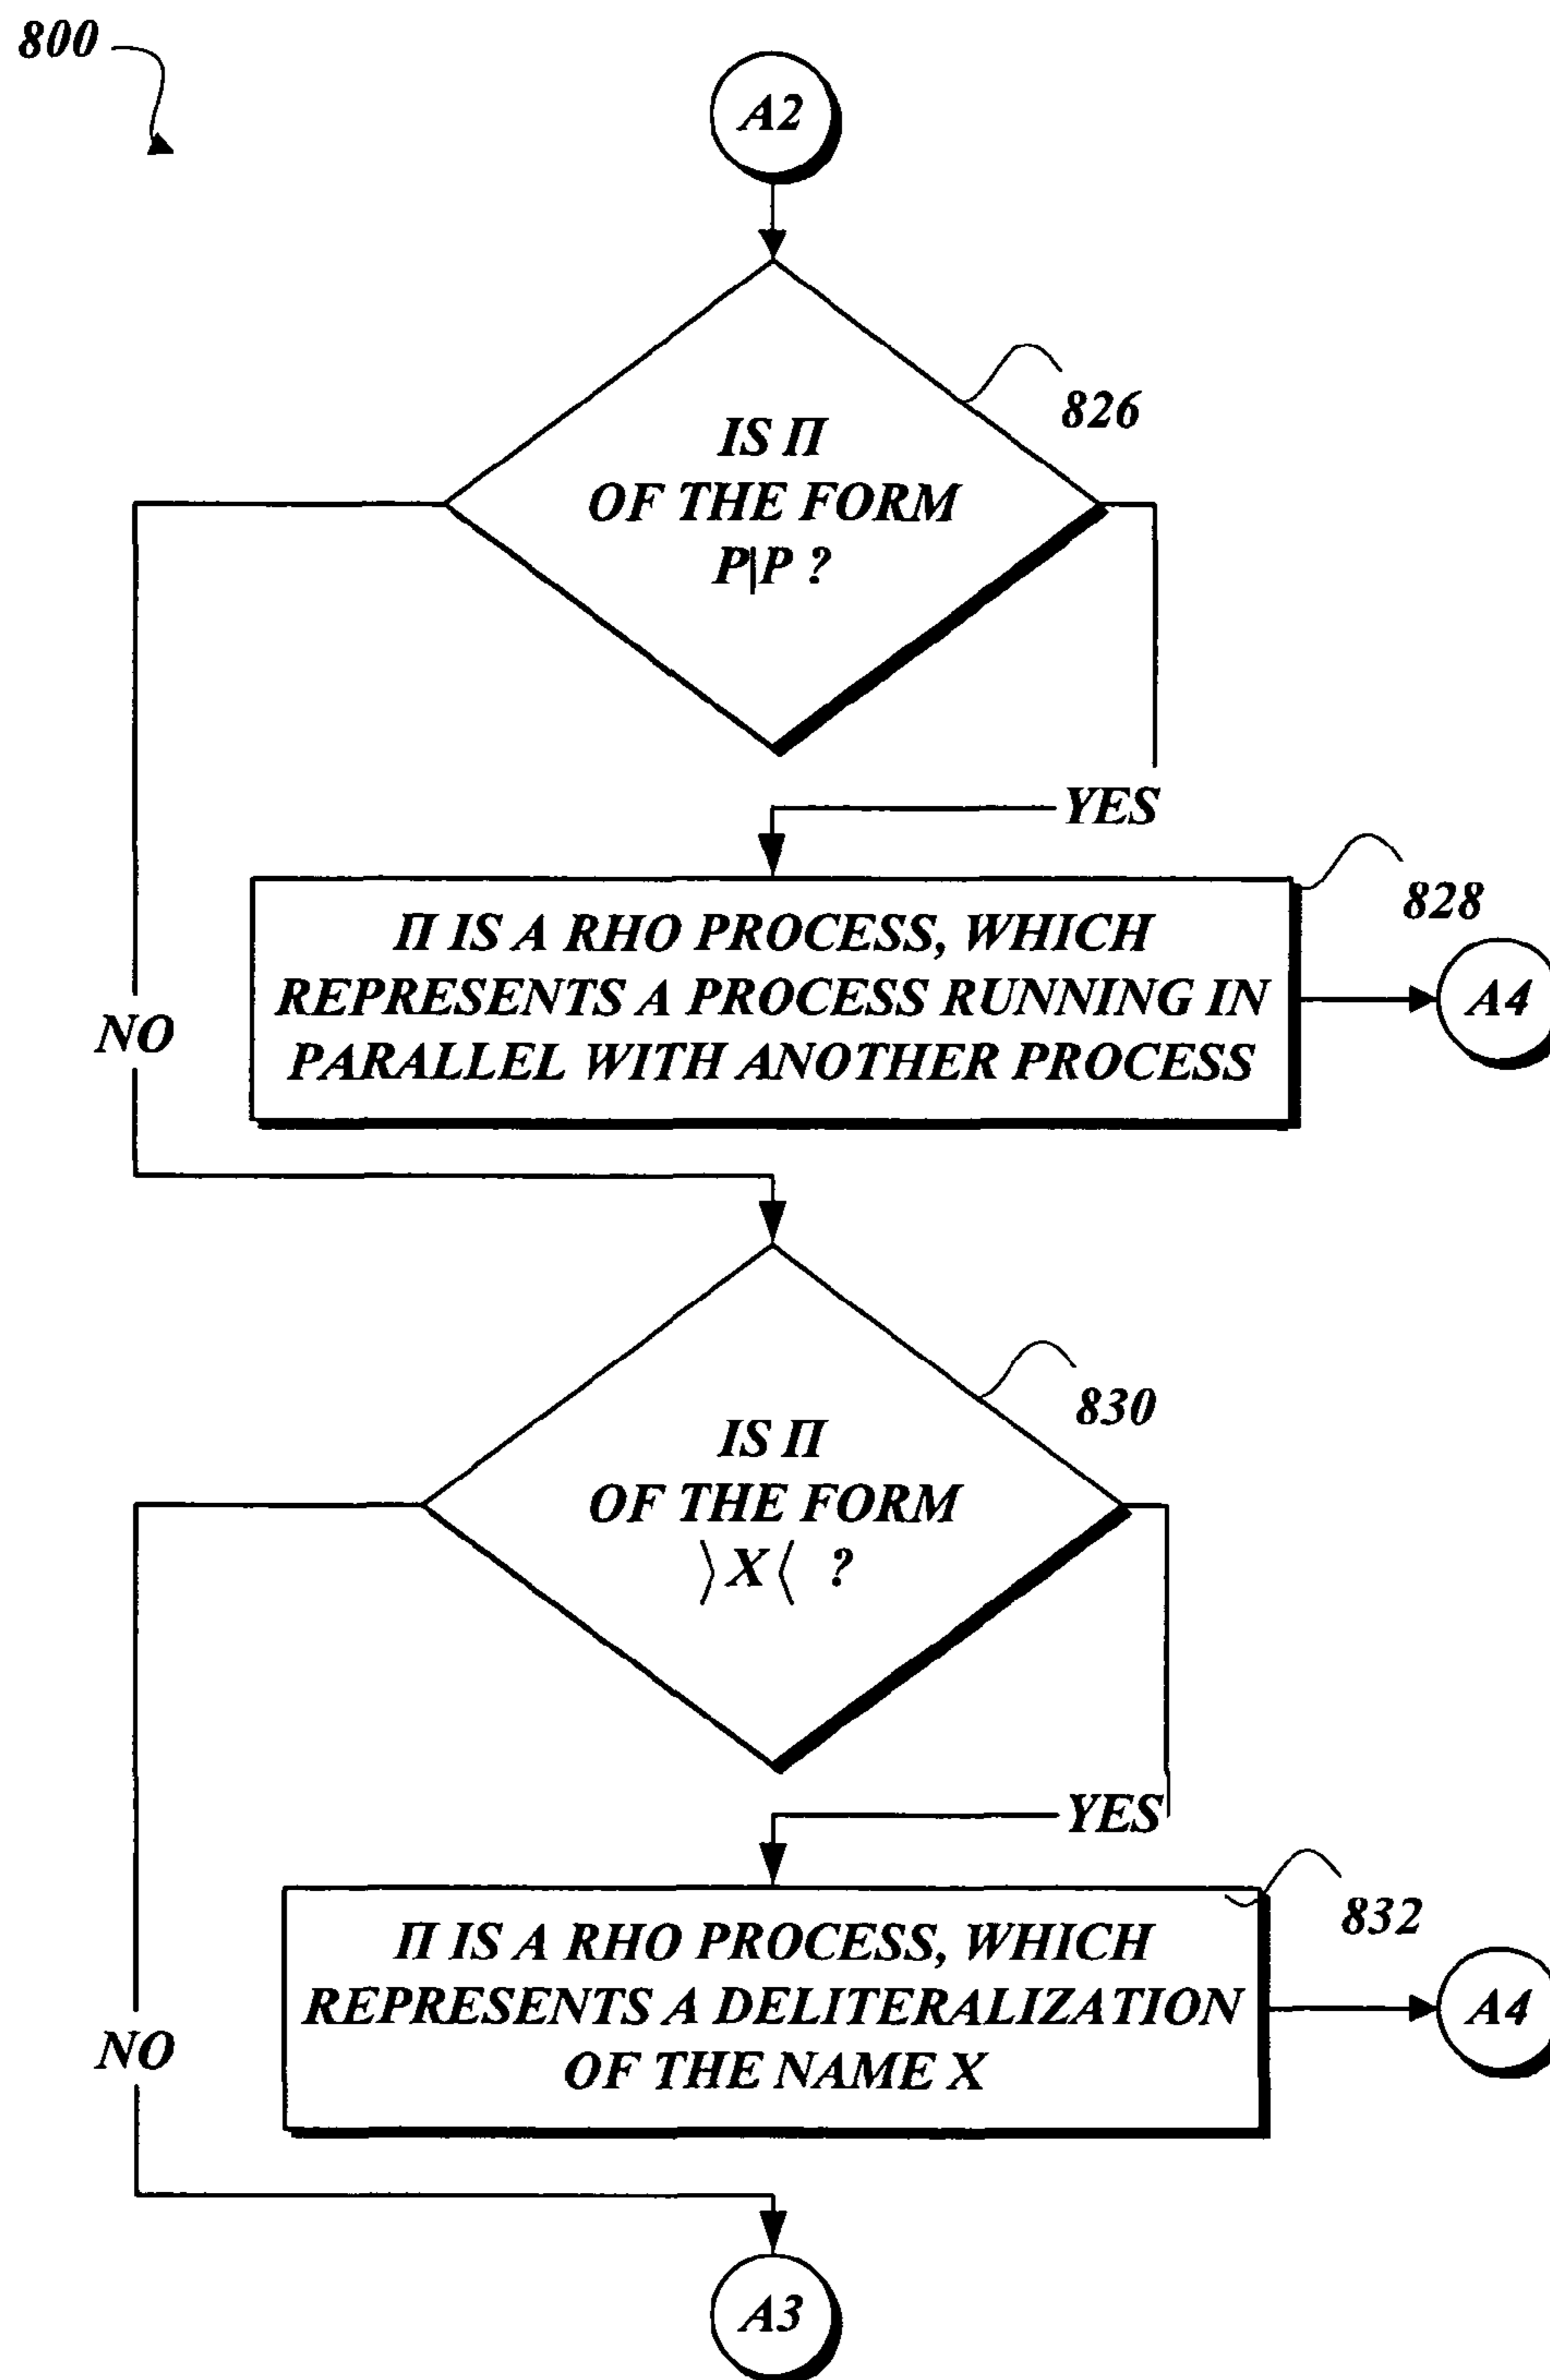 800
A2
826
IS Π
OF THE FORM
P|P ?
YES
828
Π IS A RHO PROCESS, WHICH
REPRESENTS A PROCESS RUNNING IN
PARALLEL WITH ANOTHER PROCESS
A4
NO
830
IS Π
OF THE FORM
⟩X⟨ ?
YES
832
Π IS A RHO PROCESS, WHICH
REPRESENTS A DELITERALIZATION
OF THE NAME X
A4
NO
A3